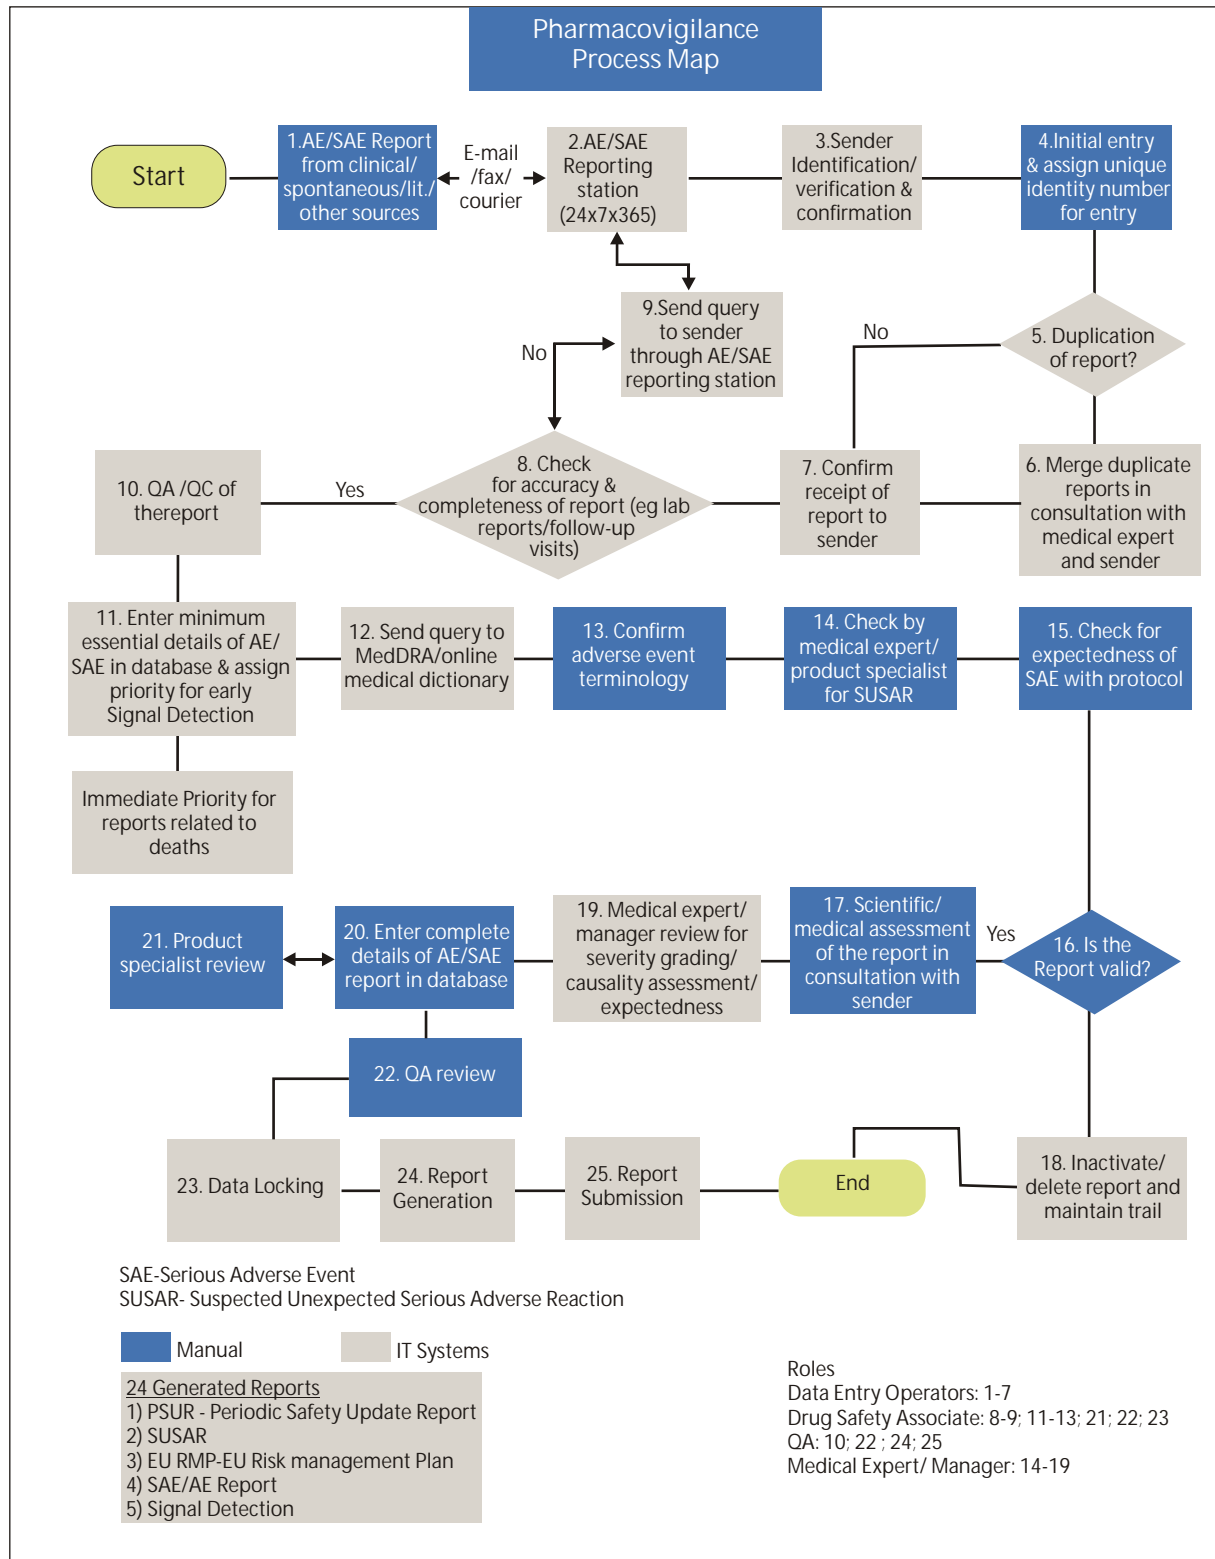 Pharmacovigilance
Process Map
Start
1.AE/SAE Report
from clinical/
spontaneous/lit./
other sources
E-mail
/fax/
courier
2.AE/SAE
Reporting
station
(24x7x365)
3.Sender
Identification/
verification &
confirmation
4.Initial entry
& assign unique
identity number
for entry
5. Duplication
of report?
No
9.Send query
to sender
through AE/SAE
reporting station
No
6. Merge duplicate
reports in
consultation with
medical expert
and sender
7. Confirm
receipt of
report to
sender
8. Check
for accuracy &
completeness of report (eg lab
reports/follow-up
visits)
Yes
10. QA /QC of
thereport
11. Enter minimum
essential details of AE/
SAE in database & assign
priority for early
Signal Detection
12. Send query to
MedDRA/online
medical dictionary
13. Confirm
adverse event
terminology
14. Check by
medical expert/
product specialist
for SUSAR
15. Check for
expectedness of
SAE with protocol
Immediate Priority for
reports related to
deaths
16. Is the
Report valid?
Yes
17. Scientific/
medical assessment
of the report in
consultation with
sender
19. Medical expert/
manager review for
severity grading/
causality assessment/
expectedness
20. Enter complete
details of AE/SAE
report in database
21. Product
specialist review
22. QA review
23. Data Locking
24. Report
Generation
25. Report
Submission
End
18. Inactivate/
delete report and
maintain trail
SAE-Serious Adverse Event
SUSAR- Suspected Unexpected Serious Adverse Reaction
Manual
IT Systems
24 Generated Reports
1) PSUR - Periodic Safety Update Report
2) SUSAR
3) EU RMP-EU Risk management Plan
4) SAE/AE Report
5) Signal Detection
Roles
Data Entry Operators: 1-7
Drug Safety Associate: 8-9; 11-13; 21; 22; 23
QA: 10; 22 ; 24; 25
Medical Expert/ Manager: 14-19